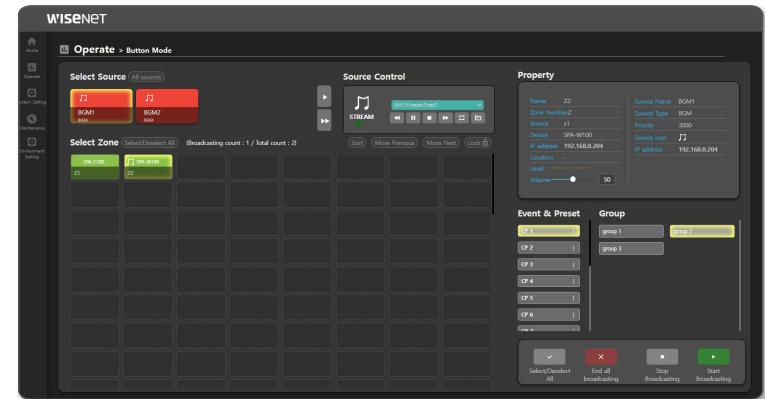 WISENET
Home
Operate
System Setting
Maintenance
Environment
Setting
Operate > Button Mode
Select Source All sources
BGM1
BGM
BGM2
BGM
Source Control
STREAM
Select Zone Select/Deselect All (Broadcasting count : 1 / Total count : 2)
Sort Move Previous Move Next Lock
SPA-C100
Z1
SPA-W100
Z2
Property
Name Z2
Zone Number 2
Source s1
Device SPA-W100
IP address 192.168.0.204
Location -
Level
Volume 50
Source Name BGM1
Source Type BGM
Priority 5000
Source icon
IP address 192.168.0.204
Event & Preset
CP 1
CP 2
CP 3
CP 4
CP 5
CP 6
Group
group 1
group 2
group 3
Select/Deselect
All
End all
broadcasting
Stop
Broadcasting
Start
Broadcasting